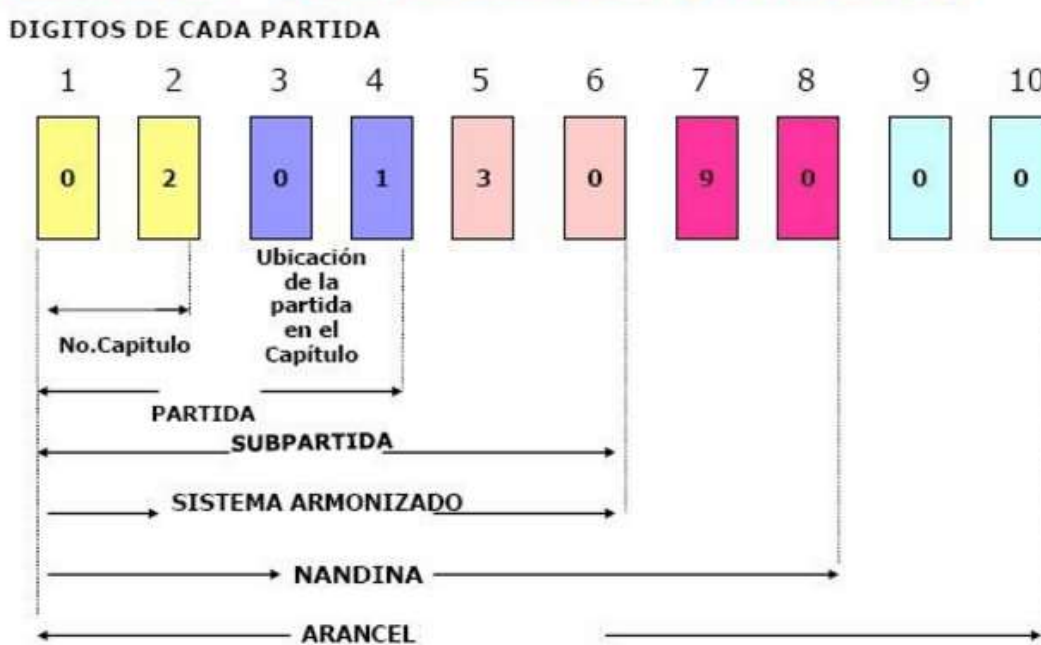 DIGITOS DE CADA PARTIDA
1 2 3 4 5 6 7 8 9 10
0 2 0 1 3 0 9 0 0 0
Ubicación
de la
partida
en el
Capítulo
No.Capitulo
PARTIDA
SUBPARTIDA
SISTEMA ARMONIZADO
NANDINA
ARANCEL